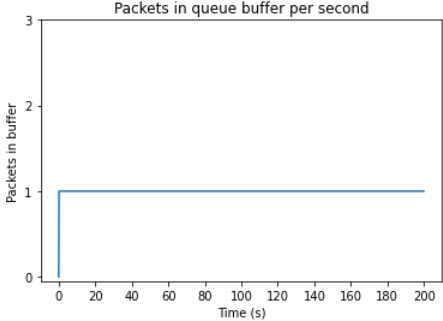 Packets in queue buffer per second
3
2
1
0
Packets in buffer
0 20 40 60 80 100 120 140 160 180 200
Time (s)